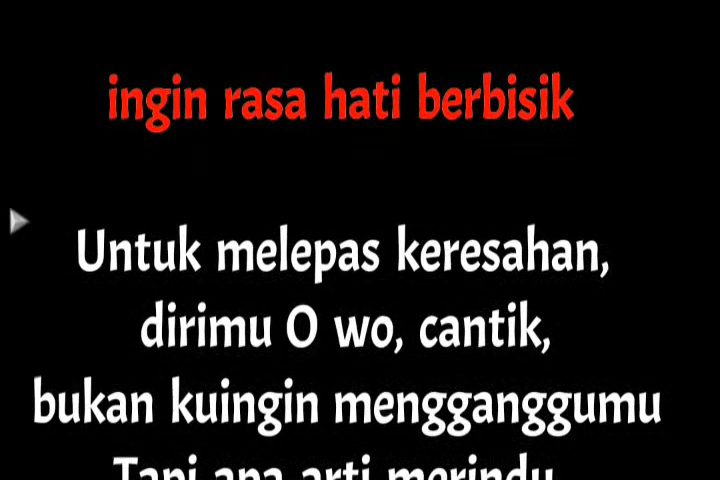 ingin rasa hati berbisik
Untuk melepas keresahan,
dirimu O wo, cantik,
bukan kuingin mengganggumu
Tapi apa arti merindu